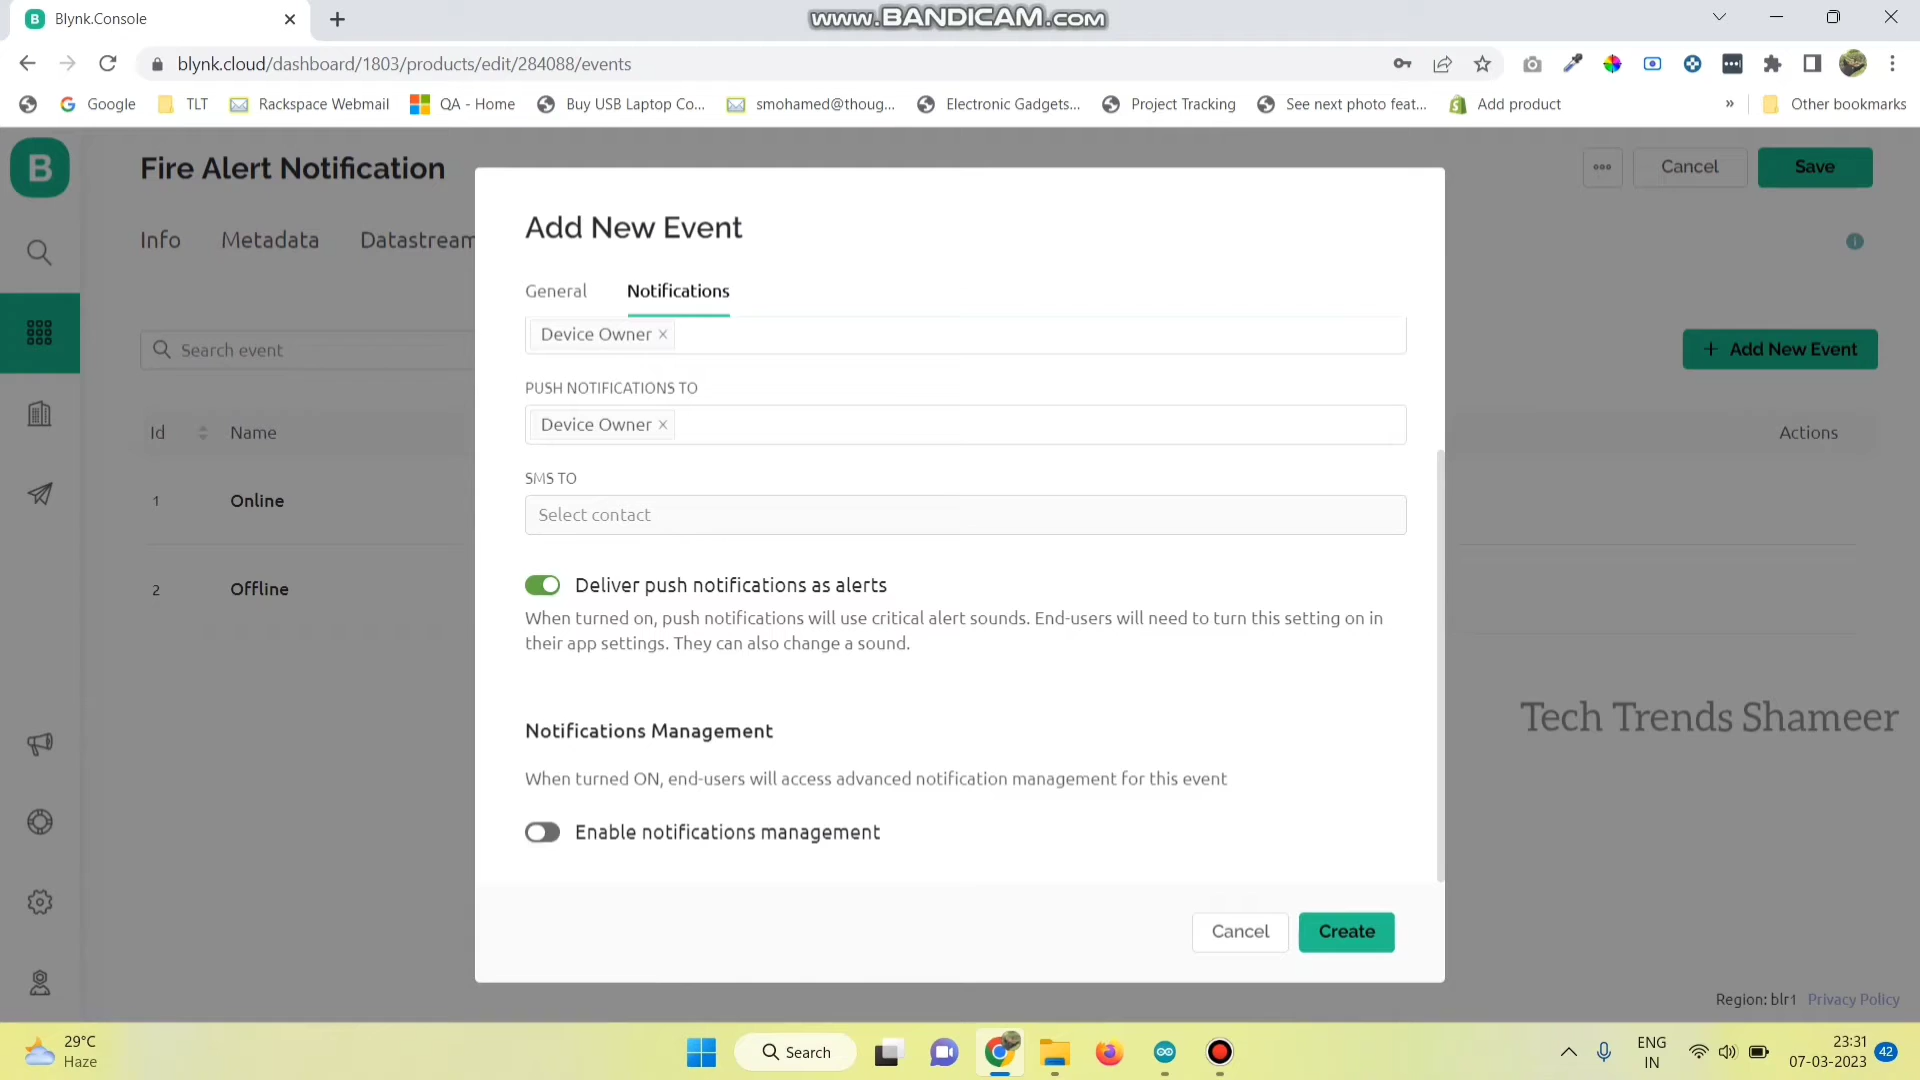 Blynk.Console
www.BANDICAM.com
blynk.cloud/dashboard/1803/products/edit/284088/events
Google
TLT
Rackspace Webmail
QA - Home
Buy USB Laptop Co...
smohamed@thoug...
Electronic Gadgets...
Project Tracking
See next photo feat...
Add product
»
Other bookmarks
B
Fire Alert Notification
Cancel
Save
Info
Metadata
Datastream
Search event
+ Add New Event
Id
Name
Actions
1
Online
2
Offline
Add New Event
General
Notifications
Device Owner ×
PUSH NOTIFICATIONS TO
Device Owner ×
SMS TO
Select contact
Deliver push notifications as alerts
When turned on, push notifications will use critical alert sounds. End-users will need to turn this setting on in
their app settings. They can also change a sound.
Notifications Management
When turned ON, end-users will access advanced notification management for this event
Enable notifications management
Cancel
Create
Tech Trends Shameer
Region: blr1
Privacy Policy
29°C
Haze
Search
ENG
IN
23:31
07-03-2023
42